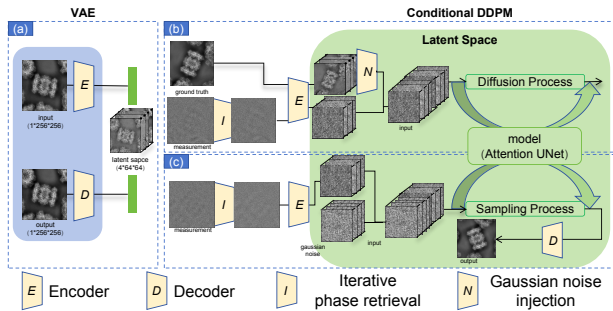 VAE
Conditional DDPM
(a)
E
input
(1*256*256)
latent sapce
(4*64*64)
D
output
(1*256*256)
(b)
Latent Space
ground truth
N
E
I
measurement
input
Diffusion Process
model
(Attention UNet)
(c)
I
E
measurement
gaussian
noise
input
Sampling Process
D
output
E Encoder
D Decoder
I Iterative
phase retrieval
N Gaussian noise
injection